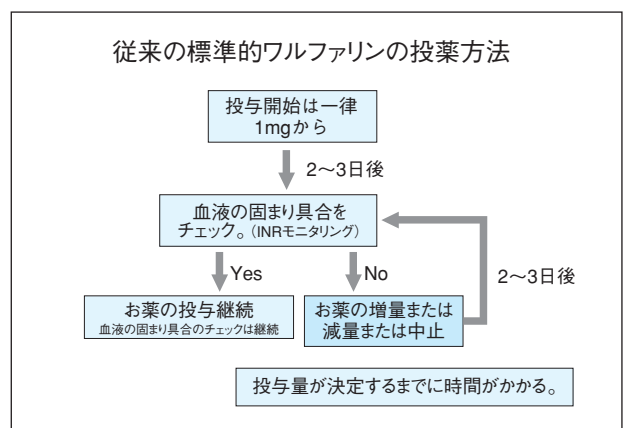 従来の標準的ワルファリンの投薬方法
投与開始は一律
1mgから
2〜3日後
血液の固まり具合を
チェック。(INRモニタリング)
Yes
No
2〜3日後
お薬の投与継続
血液の固まり具合のチェックは継続
お薬の増量または
減量または中止
投与量が決定するまでに時間がかかる。